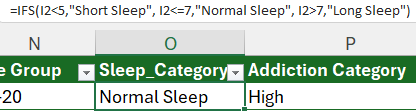 =IFS(I2<5,"Short Sleep", I2<=7,"Normal Sleep", I2>7,"Long Sleep")
N O P
e Group Sleep_Category Addiction Category
-20 Normal Sleep High